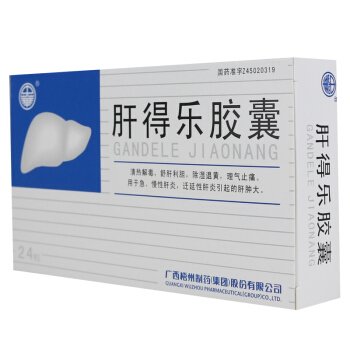 国药准字Z45020319
肝得乐胶囊
GANDELE JIAONANG
清热解毒，舒肝利胆，除湿退黄，理气止痛，
用于急、慢性肝炎、迁延性肝炎引起的肝肿大。
24粒
广西梧州制药(集团)股份有限公司
GUANGXI WUZHOU PHARMACEUTICAL(GROUP)CO.,LTD.
肝得乐胶囊